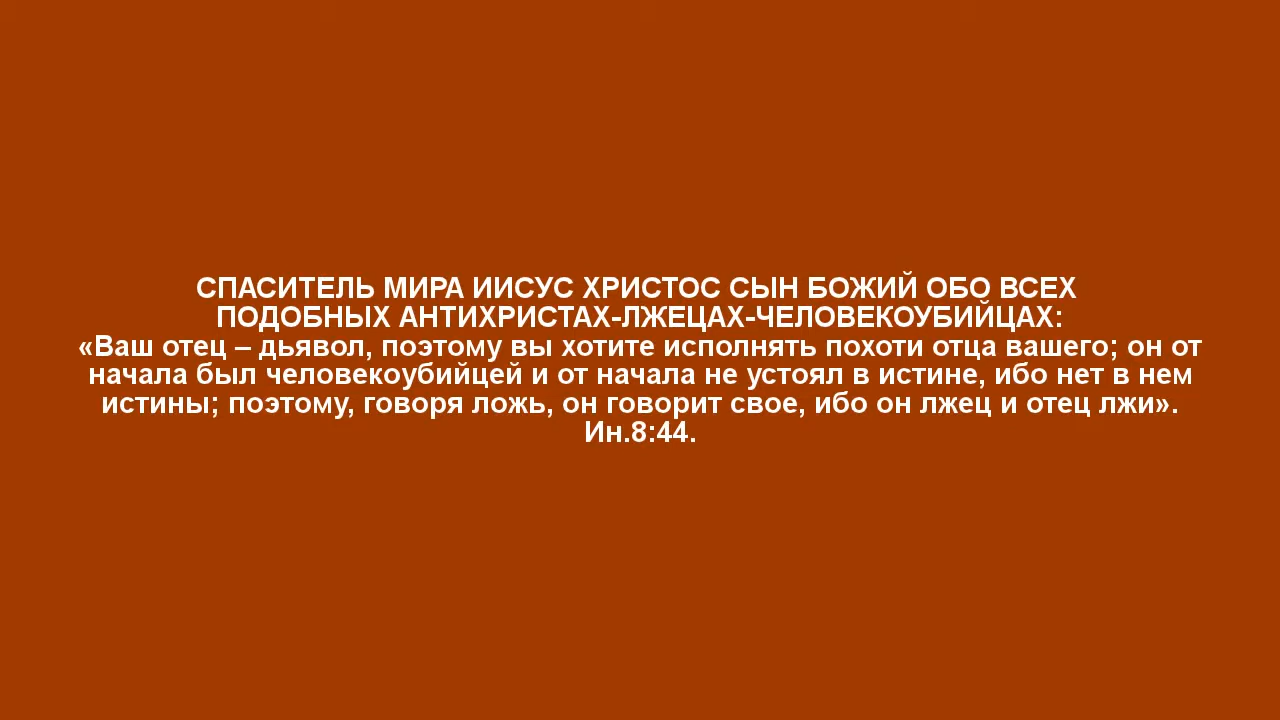 СПАСИТЕЛЬ МИРА ИИСУС ХРИСТОС СЫН БОЖИЙ ОБО ВСЕХ
ПОДОБНЫХ АНТИХРИСТАХ-ЛЖЕЦАХ-ЧЕЛОВЕКОУБИЙЦАХ:
«Ваш отец – дьявол, поэтому вы хотите исполнять похоти отца вашего; он от
начала был человекоубийцей и от начала не устоял в истине, ибо нет в нем
истины; поэтому, говоря ложь, он говорит свое, ибо он лжец и отец лжи».
Ин.8:44.